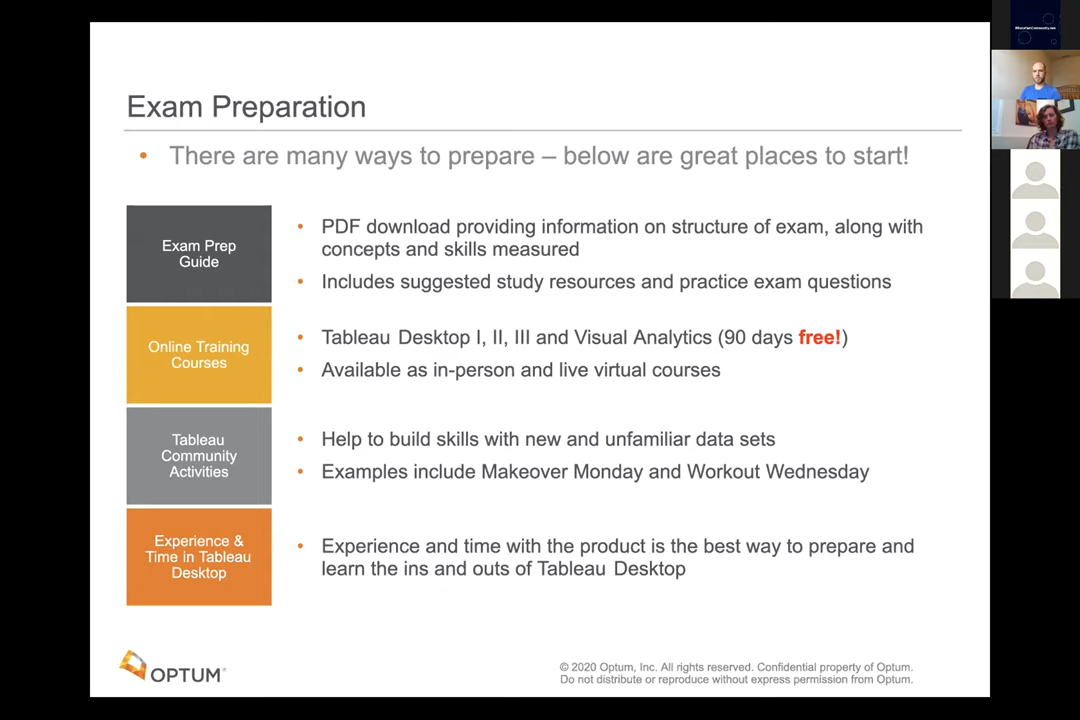 Exam Preparation
• There are many ways to prepare – below are great places to start!
Exam Prep
Guide
• PDF download providing information on structure of exam, along with
concepts and skills measured
• Includes suggested study resources and practice exam questions
Online Training
Courses
• Tableau Desktop I, II, III and Visual Analytics (90 days free!)
• Available as in-person and live virtual courses
Tableau
Community
Activities
• Help to build skills with new and unfamiliar data sets
• Examples include Makeover Monday and Workout Wednesday
Experience &
Time in Tableau
Desktop
• Experience and time with the product is the best way to prepare and
learn the ins and outs of Tableau Desktop
OPTUM®
© 2020 Optum, Inc. All rights reserved. Confidential property of Optum.
Do not distribute or reproduce without express permission from Optum.